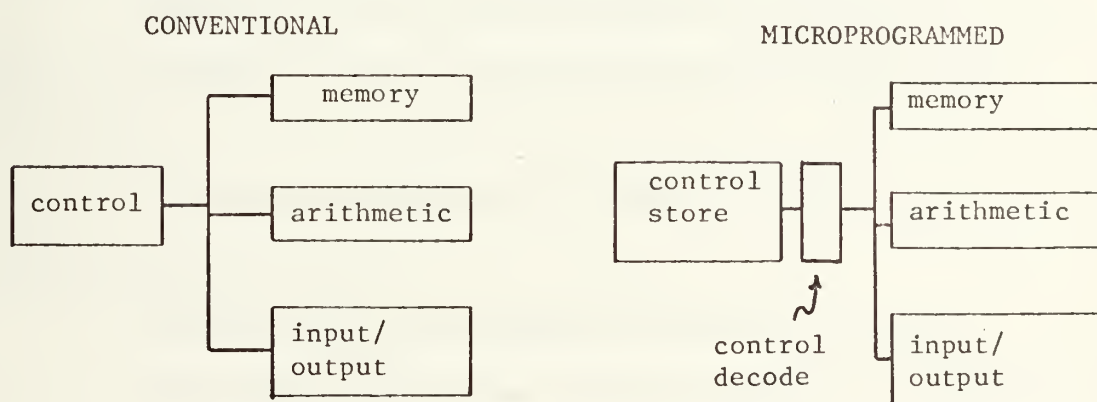 CONVENTIONAL
memory
control
arithmetic
input/
output
MICROPROGRAMMED
memory
control
store
arithmetic
input/
output
control
decode